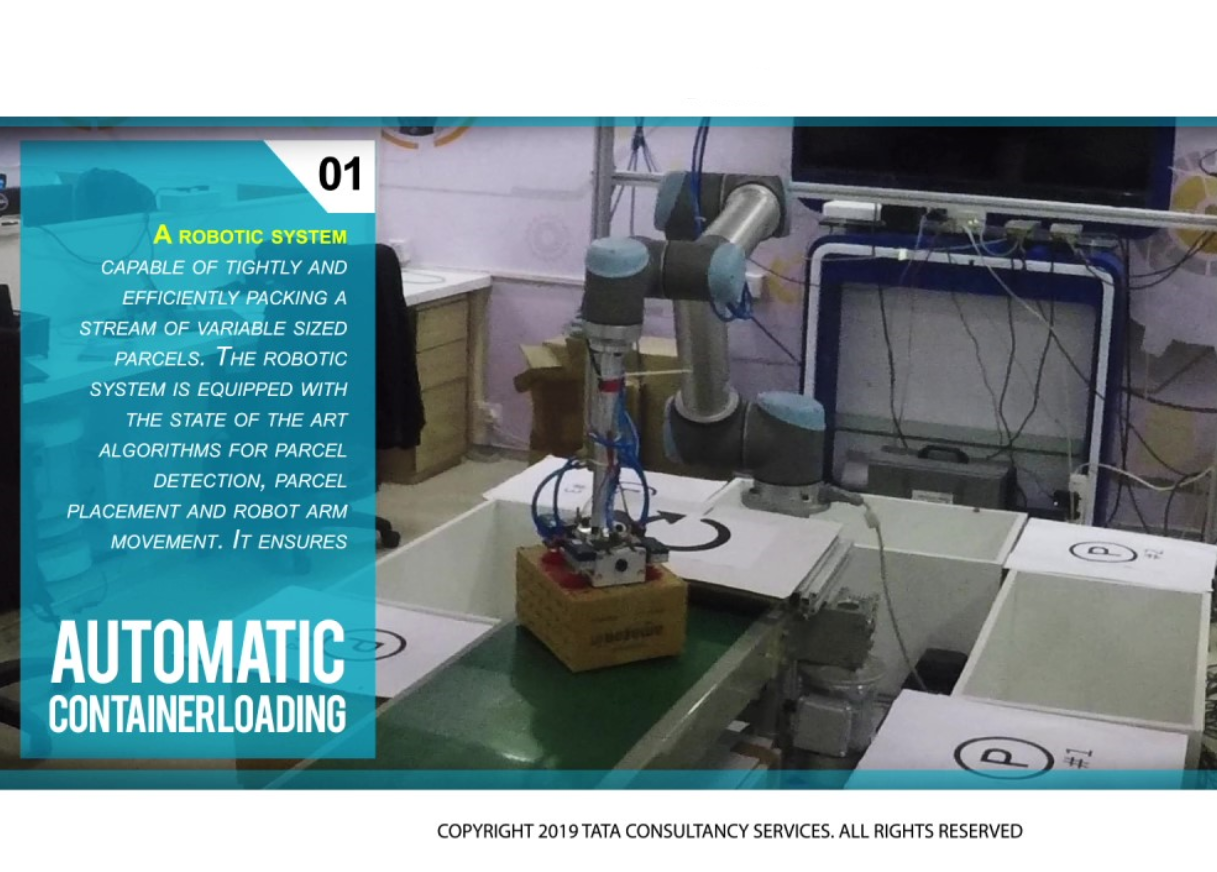 01
A ROBOTIC SYSTEM
CAPABLE OF TIGHTLY AND
EFFICIENTLY PACKING A
STREAM OF VARIABLE SIZED
PARCELS. THE ROBOTIC
SYSTEM IS EQUIPPED WITH
THE STATE OF THE ART
ALGORITHMS FOR PARCEL
DETECTION, PARCEL
PLACEMENT AND ROBOT ARM
MOVEMENT. IT ENSURES
AUTOMATIC
CONTAINERLOADING
P
#2
P
P
#1
COPYRIGHT 2019 TATA CONSULTANCY SERVICES. ALL RIGHTS RESERVED